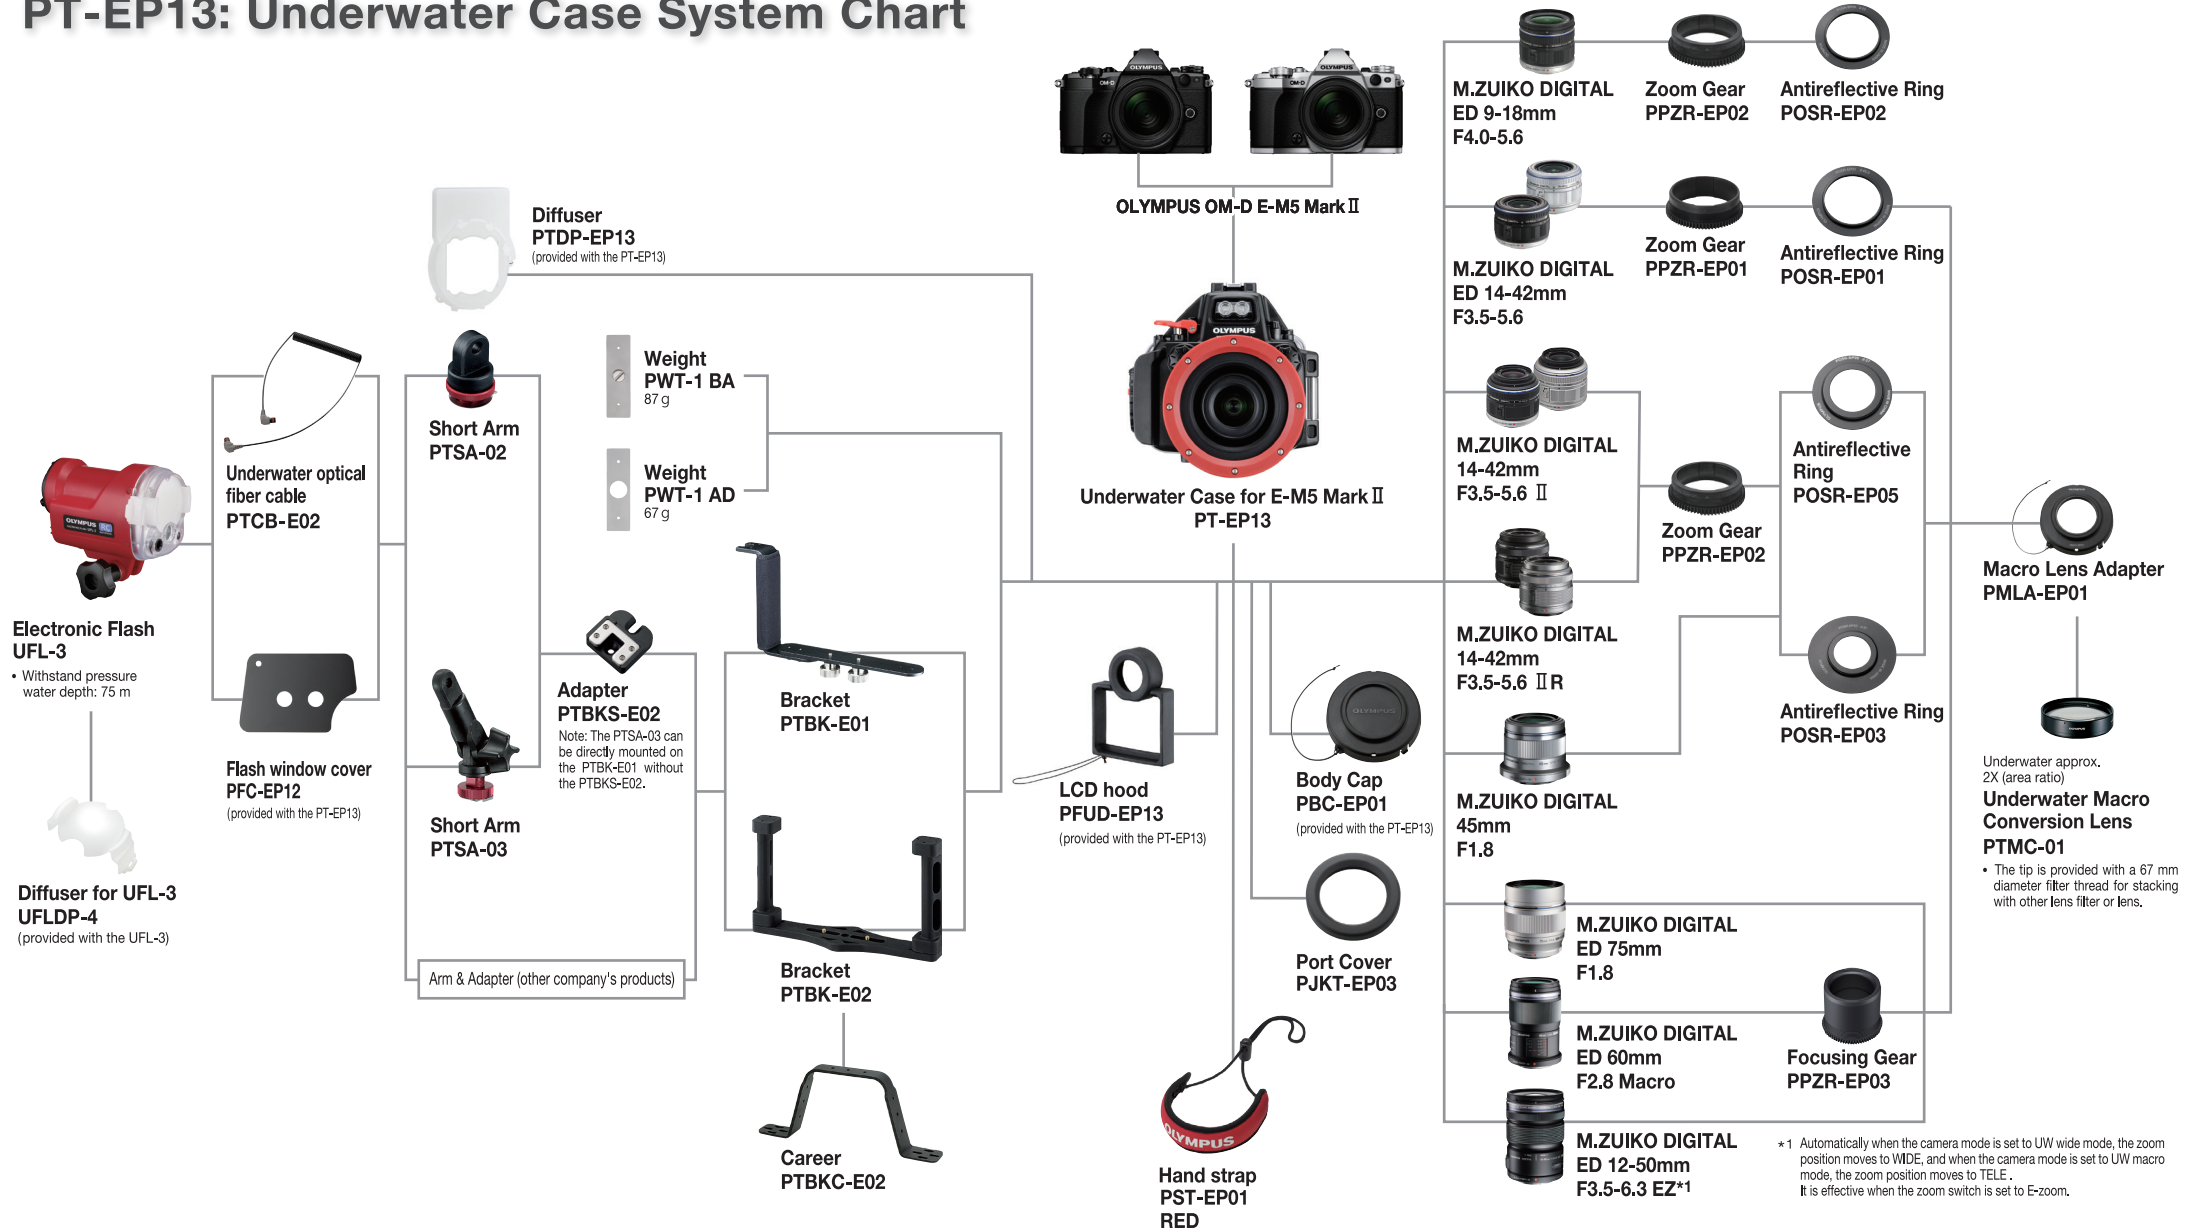 PT-EP13: Underwater Case System Chart
OLYMPUS
OM-D
OLYMPUS
OM-D
OLYMPUS OM-D E-M5 Mark II
Diffuser
PTDP-EP13
(provided with the PT-EP13)
Weight
PWT-1 BA
87 g
Weight
PWT-1 AD
67 g
Short Arm
PTSA-02
Underwater optical
fiber cable
PTCB-E02
OLYMPUS
RC
Electronic Flash
UFL-3
• Withstand pressure
water depth: 75 m
Flash window cover
PFC-EP12
(provided with the PT-EP13)
Diffuser for UFL-3
UFLDP-4
(provided with the UFL-3)
Short Arm
PTSA-03
Adapter
PTBKS-E02
Note: The PTSA-03 can
be directly mounted on
the PTBK-E01 without
the PTBKS-E02.
Arm & Adapter (other company's products)
Bracket
PTBK-E01
Bracket
PTBK-E02
Career
PTBKC-E02
OLYMPUS
Underwater Case for E-M5 Mark II
PT-EP13
LCD hood
PFUD-EP13
(provided with the PT-EP13)
OLYMPUS
Body Cap
PBC-EP01
(provided with the PT-EP13)
Port Cover
PJKT-EP03
OLYMPUS
Hand strap
PST-EP01
RED
M.ZUIKO DIGITAL
ED 9-18mm
F4.0-5.6
Zoom Gear
PPZR-EP02
Antireflective Ring
POSR-EP02
M.ZUIKO DIGITAL
ED 14-42mm
F3.5-5.6
Zoom Gear
PPZR-EP01
Antireflective Ring
POSR-EP01
M.ZUIKO DIGITAL
14-42mm
F3.5-5.6 II
Zoom Gear
PPZR-EP02
Antireflective
Ring
POSR-EP05
M.ZUIKO DIGITAL
14-42mm
F3.5-5.6 II R
Antireflective Ring
POSR-EP03
M.ZUIKO DIGITAL
45mm
F1.8
Macro Lens Adapter
PMLA-EP01
Underwater approx.
2X (area ratio)
Underwater Macro
Conversion Lens
PTMC-01
• The tip is provided with a 67 mm
diameter filter thread for stacking
with other lens filter or lens.
M.ZUIKO DIGITAL
ED 75mm
F1.8
M.ZUIKO DIGITAL
ED 60mm
F2.8 Macro
Focusing Gear
PPZR-EP03
M.ZUIKO DIGITAL
ED 12-50mm
F3.5-6.3 EZ*1
*1 Automatically when the camera mode is set to UW wide mode, the zoom
position moves to WIDE, and when the camera mode is set to UW macro
mode, the zoom position moves to TELE .
It is effective when the zoom switch is set to E-zoom.